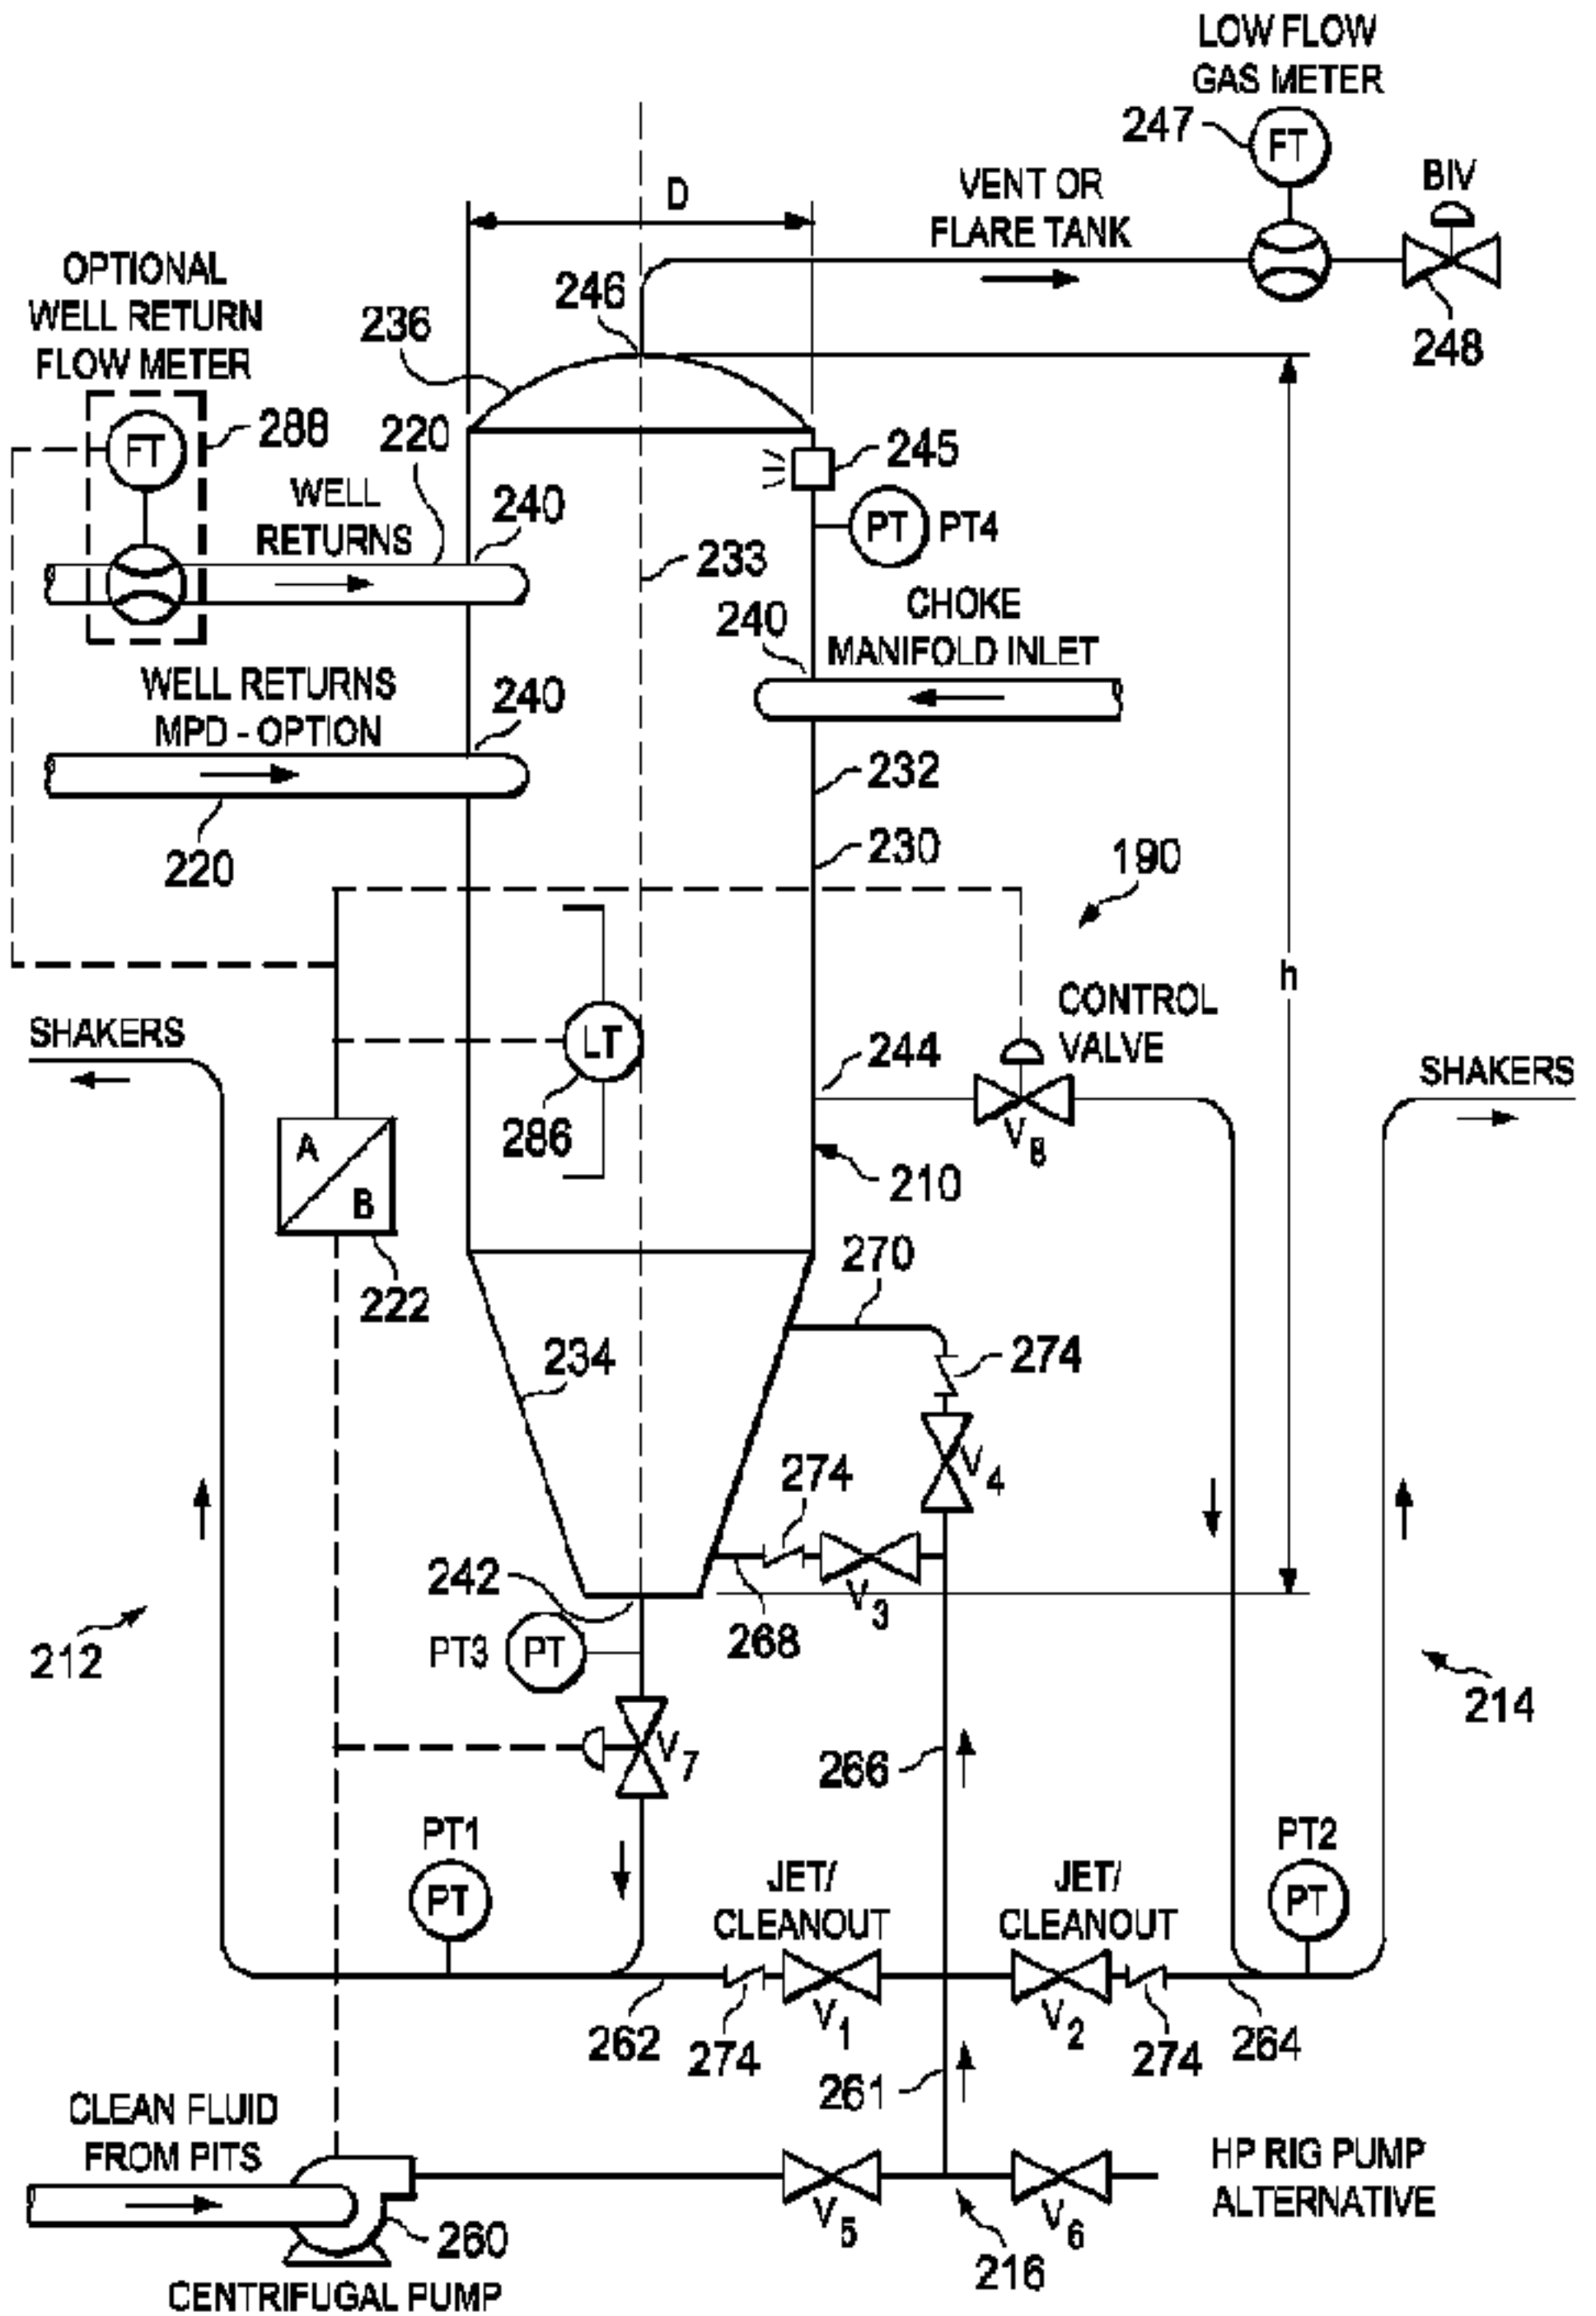 LOW FLOW
GAS METER
247
FT
BIV
D
VENT OR
FLARE TANK
248
OPTIONAL
WELL RETURN
FLOW METER
236
246
FT
288
220
245
WELL
RETURNS
240
PT
PT4
233
240
CHOKE
MANIFOLD INLET
WELL RETURNS
MPD - OPTION
240
232
220
230
190
h
SHAKERS
LT
286
CONTROL
VALVE
244
V8
SHAKERS
A
B
210
222
270
234
274
V4
274
242
V3
268
212
PT3
PT
214
V7
266
PT1
PT
JET/
CLEANOUT
JET/
CLEANOUT
PT2
PT
V1
V2
262
274
274
264
261
CLEAN FLUID
FROM PITS
HP RIG PUMP
ALTERNATIVE
V5
V6
260
216
CENTRIFUGAL PUMP